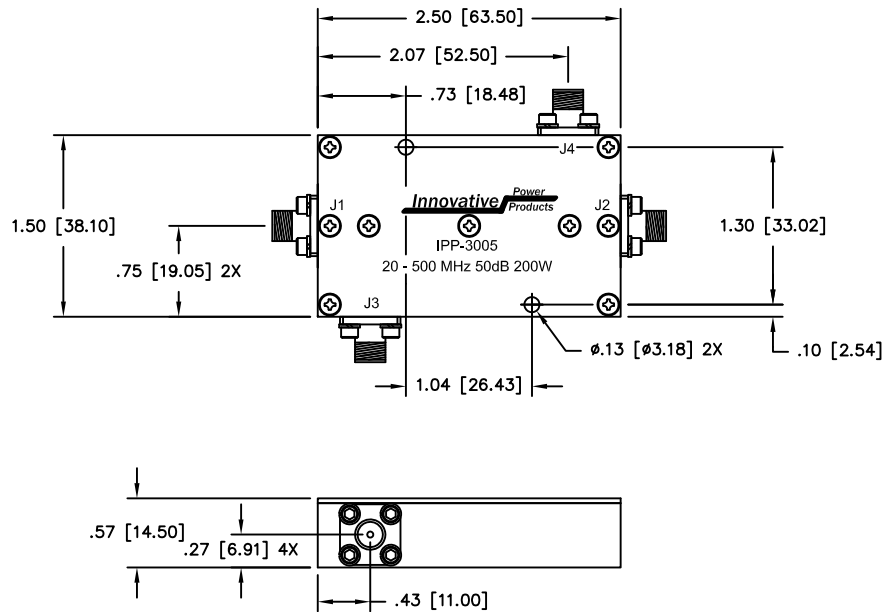 2.50 [63.50]
2.07 [52.50]
.73 [18.48]
J4
1.50 [38.10]
J1
Innovative Power Products
J2
1.30 [33.02]
IPP-3005
.75 [19.05] 2X
20 - 500 MHz 50dB 200W
J3
ø.13 [ø3.18] 2X
.10 [2.54]
1.04 [26.43]
.57 [14.50]
.27 [6.91] 4X
.43 [11.00]